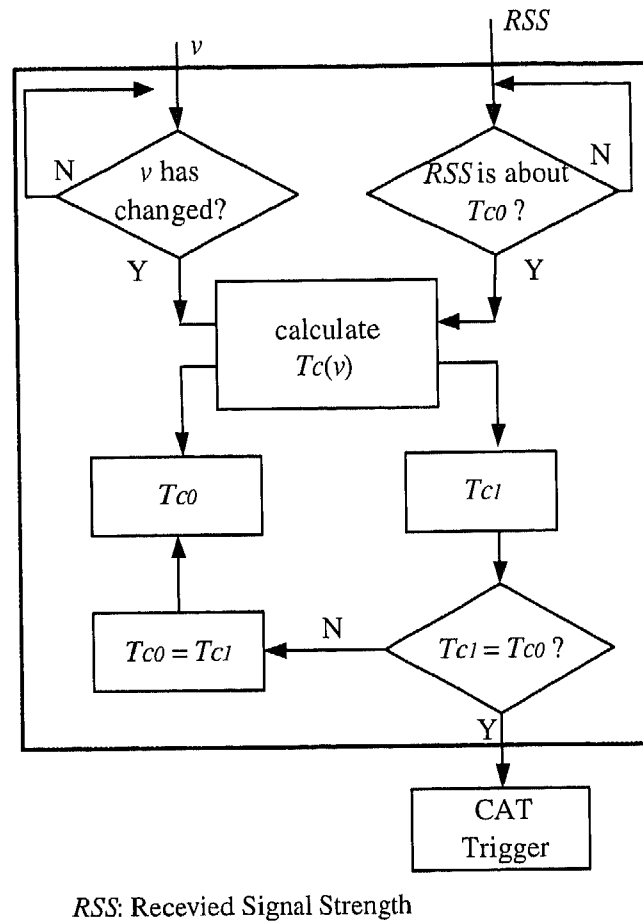 v
RSS
N
v has
changed?
Y
RSS is about
Tc0 ?
N
Y
calculate
Tc(v)
Tc0
Tc1
Tc0 = Tc1
N
Tc1 = Tc0 ?
Y
CAT
Trigger
RSS: Recevied Signal Strength